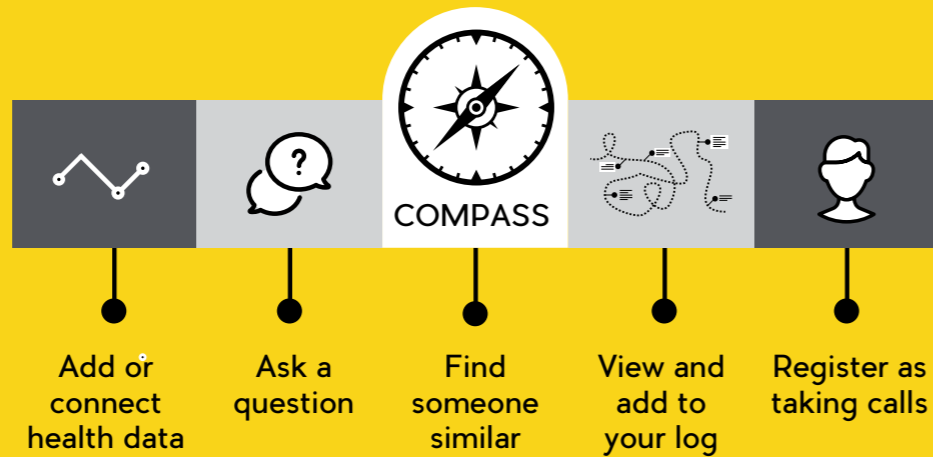 ?
COMPASS
Add or
connect
health data
Ask a
question
Find
someone
similar
View and
add to
your log
Register as
taking calls